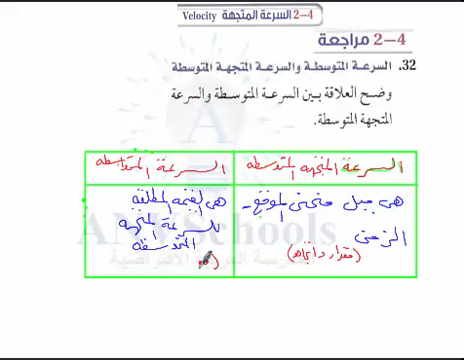 2-4 السرعة المتجهة Velocity
2-4 مراجعة
32. السرعة المتوسطة والسرعة المتجهة المتوسطة
وضح العلاقة بين السرعة المتوسطة والسرعة
المتجهة المتوسطة.
السرعة المتجهة المتوسطة
هي ميل منحنى الموقع -
الزمن
(مقدار واتجاه)
السرعة المتوسطة
هي القيمة المطلقة
للسرعة المتجهة
المتوسطة
ANWSchools